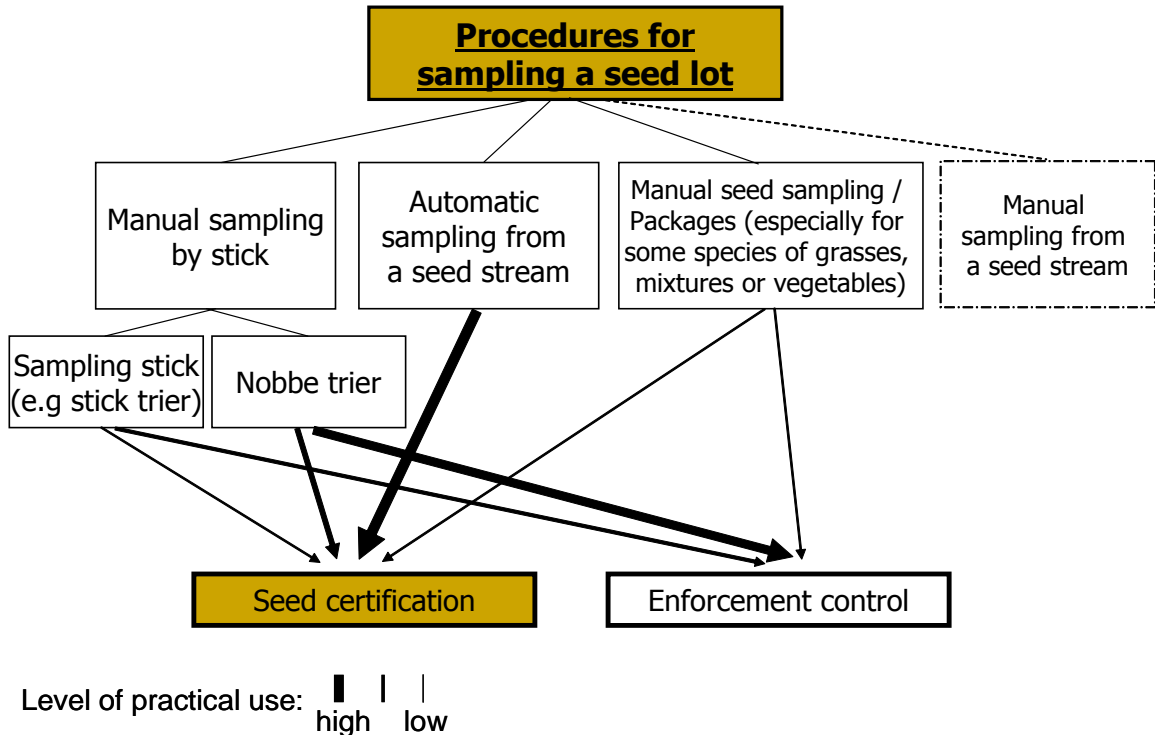 Procedures for
sampling a seed lot
Manual sampling
by stick
Automatic
sampling from
a seed stream
Manual seed sampling /
Packages (especially for
some species of grasses,
mixtures or vegetables)
Manual
sampling from
a seed stream
Sampling stick
(e.g stick trier)
Nobbe trier
Seed certification
Enforcement control
Level of practical use:
high low